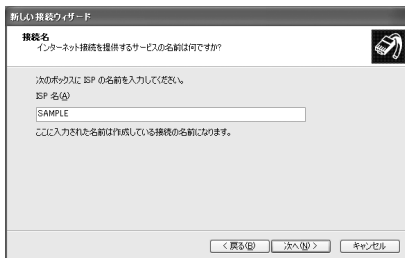 新しい接続ウィザード
接続名
インターネット接続を提供するサービスの名前は何ですか?
次のボックスに ISP の名前を入力してください。
ISP 名(A)
SAMPLE
ここに入力された名前は作成している接続の名前になります。
< 戻る(B)
次へ(N) >
キャンセル